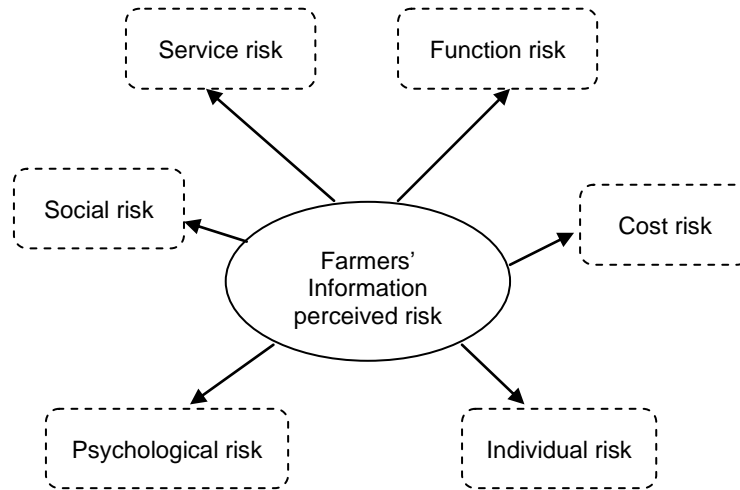 Service risk
Function risk
Social risk
Cost risk
Farmers’
Information
perceived risk
Psychological risk
Individual risk